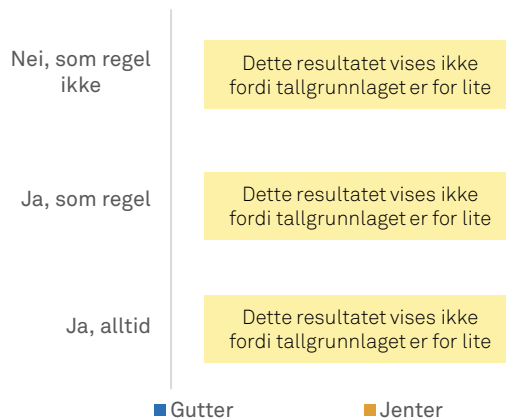 Nei, som regel
ikke
Dette resultatet vises ikke
fordi tallgrunnlaget er for lite
Ja, som regel
Dette resultatet vises ikke
fordi tallgrunnlaget er for lite
Ja, alltid
Dette resultatet vises ikke
fordi tallgrunnlaget er for lite
Gutter
Jenter